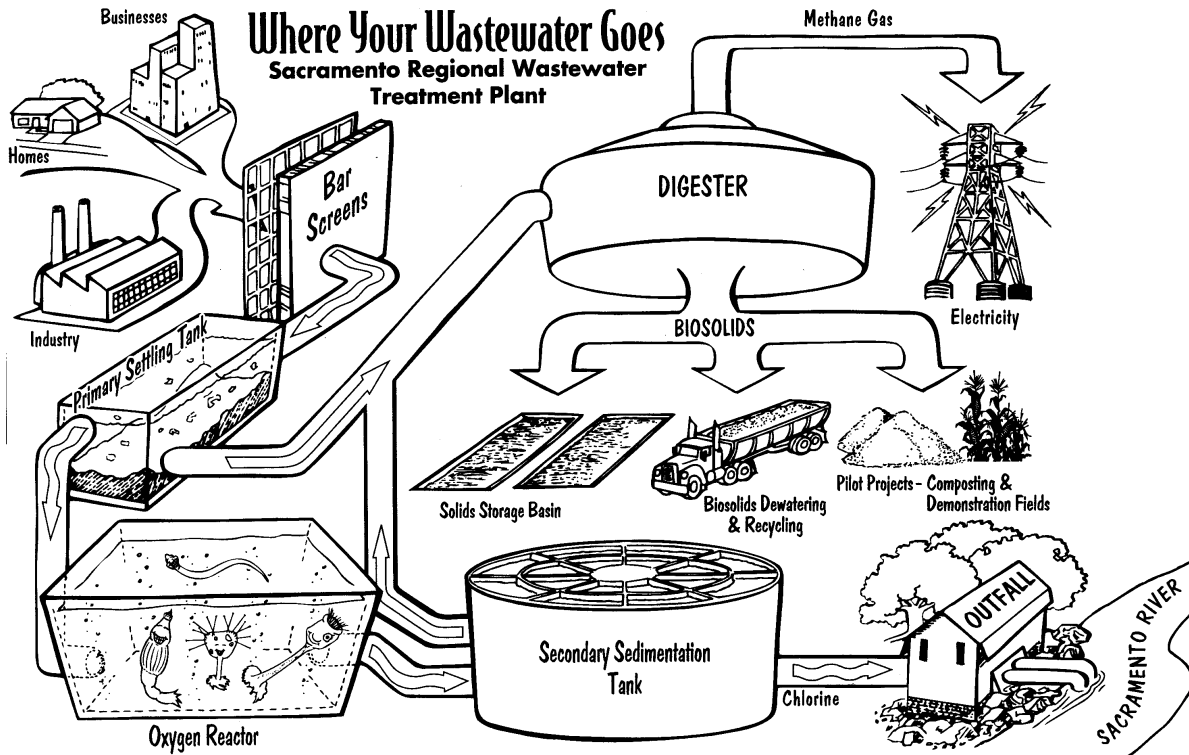 Where Your Wastewater Goes
Sacramento Regional Wastewater
Treatment Plant
Businesses
Homes
Industry
Bar
Screens
Primary Settling Tank
Oxygen Reactor
Methane Gas
DIGESTER
Electricity
BIOSOLIDS
Solids Storage Basin
Biosolids Dewatering
& Recycling
Pilot Projects - Composting &
Demonstration Fields
Secondary Sedimentation
Tank
Chlorine
OUTFALL
SACRAMENTO RIVER